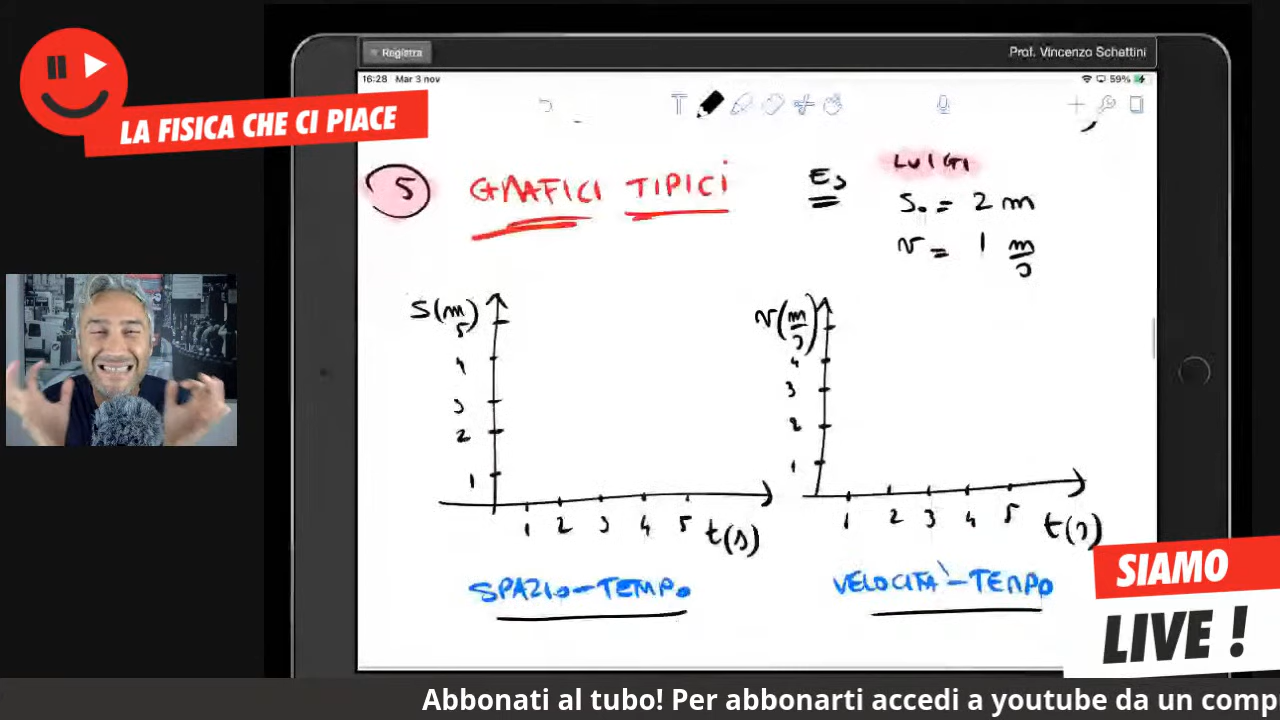 Registra
Prof. Vincenzo Schettini
16:28 Mar 3 nov
59%
LA FISICA CHE CI PIACE
5 GRAFICI TIPICI
Es
LUIGI
S₀ = 2 m
v = 1 m/s
S(m)
5
4
3
2
1
1 2 3 4 5
t(s)
SPAZIO-TEMPO
v(m/s)
4
3
2
1
1 2 3 4 5
t(s)
VELOCITA'-TEMPO
SIAMO
LIVE !
Abbonati al tubo! Per abbonarti accedi a youtube da un comp